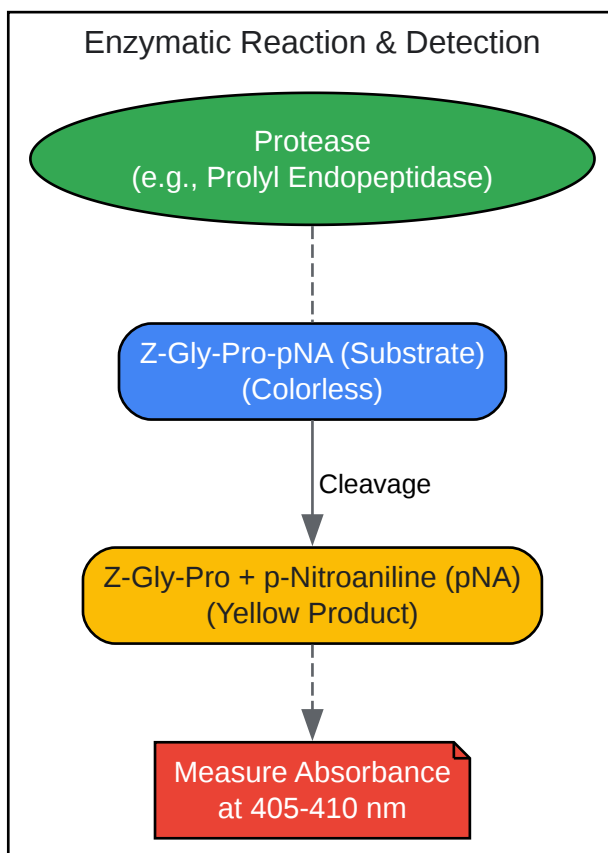 Enzymatic Reaction & Detection
Protease
(e.g., Prolyl Endopeptidase)
Z-Gly-Pro-pNA (Substrate)
(Colorless)
Cleavage
Z-Gly-Pro + p-Nitroaniline (pNA)
(Yellow Product)
Measure Absorbance
at 405-410 nm